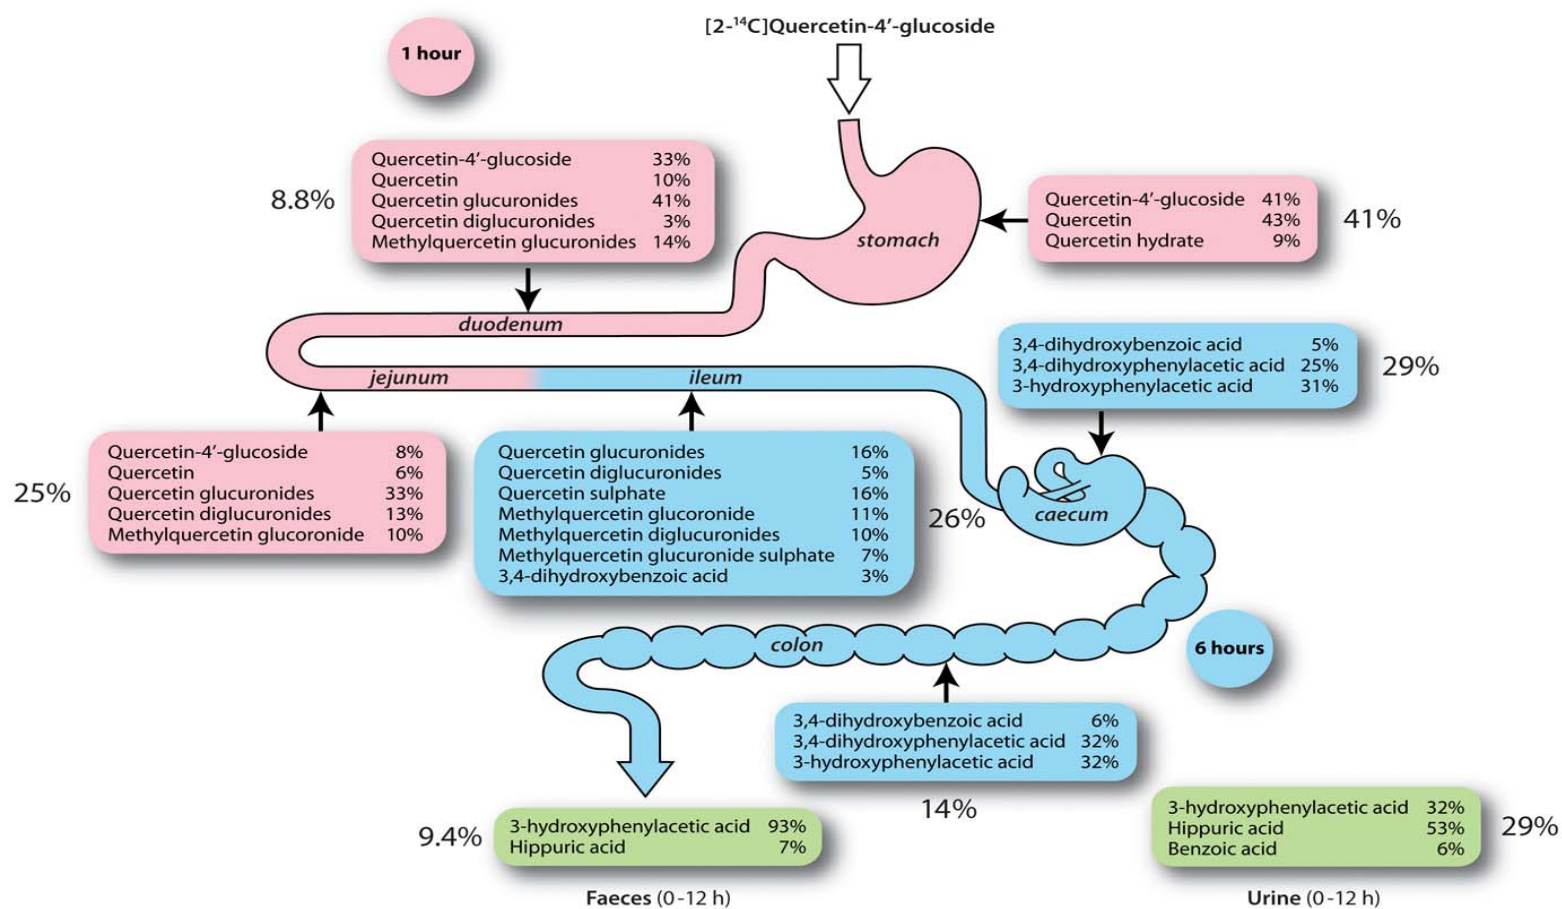 [2-¹⁴C]Quercetin-4’-glucoside
1 hour
8.8%
Quercetin-4’-glucoside 33%
Quercetin 10%
Quercetin glucuronides 41%
Quercetin diglucuronides 3%
Methylquercetin glucuronides 14%
stomach
Quercetin-4’-glucoside 41%
Quercetin 43%
Quercetin hydrate 9%
41%
duodenum
jejunum
ileum
3,4-dihydroxybenzoic acid 5%
3,4-dihydroxyphenylacetic acid 25%
3-hydroxyphenylacetic acid 31%
29%
25%
Quercetin-4’-glucoside 8%
Quercetin 6%
Quercetin glucuronides 33%
Quercetin diglucuronides 13%
Methylquercetin glucoronide 10%
Quercetin glucuronides 16%
Quercetin diglucuronides 5%
Quercetin sulphate 16%
Methylquercetin glucoronide 11%
Methylquercetin diglucuronides 10%
Methylquercetin glucuronide sulphate 7%
3,4-dihydroxybenzoic acid 3%
26%
caecum
colon
6 hours
3,4-dihydroxybenzoic acid 6%
3,4-dihydroxyphenylacetic acid 32%
3-hydroxyphenylacetic acid 32%
14%
9.4%
3-hydroxyphenylacetic acid 93%
Hippuric acid 7%
Faeces (0-12 h)
3-hydroxyphenylacetic acid 32%
Hippuric acid 53%
Benzoic acid 6%
29%
Urine (0-12 h)